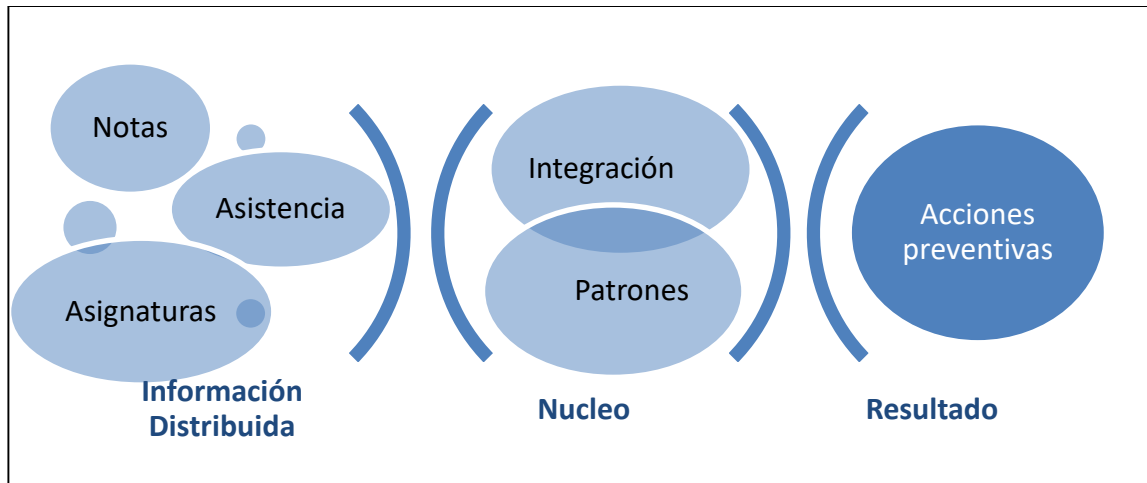 Notas
Asistencia
Asignaturas
Información
Distribuida
Integración
Patrones
Nucleo
Acciones
preventivas
Resultado